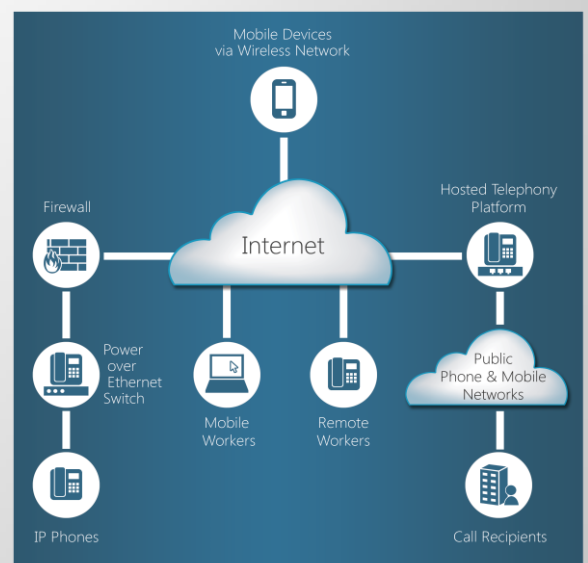 Mobile Devices
via Wireless Network
Firewall
Hosted Telephony
Platform
Internet
Power
over
Ethernet
Switch
Public
Phone & Mobile
Networks
Mobile
Workers
Remote
Workers
IP Phones
Call Recipients